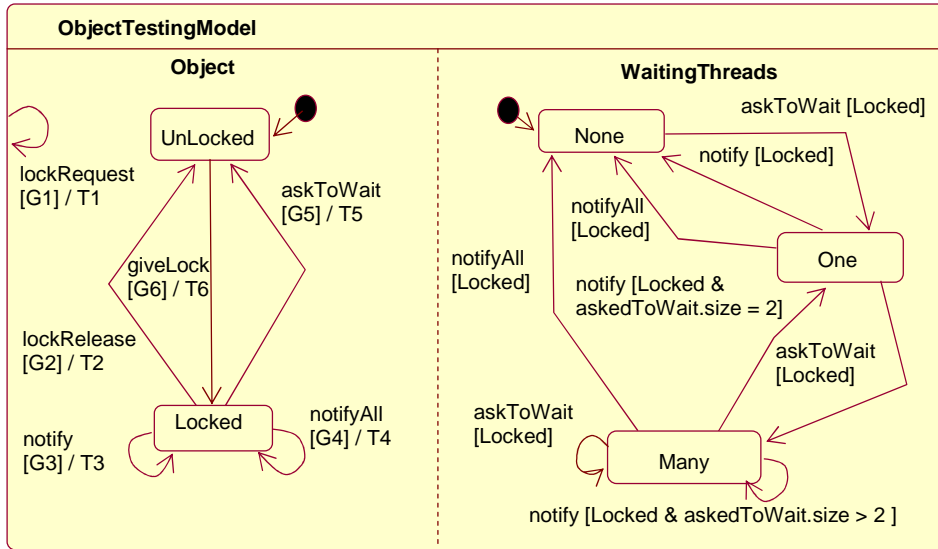 ObjectTestingModel
Object
UnLocked
lockRequest
[G1] / T1
askToWait
[G5] / T5
giveLock
[G6] / T6
lockRelease
[G2] / T2
Locked
notify
[G3] / T3
notifyAll
[G4] / T4
WaitingThreads
None
askToWait [Locked]
notify [Locked]
notifyAll
[Locked]
One
notifyAll
[Locked]
notify [Locked &
askedToWait.size = 2]
askToWait
[Locked]
askToWait
[Locked]
Many
notify [Locked & askedToWait.size > 2 ]